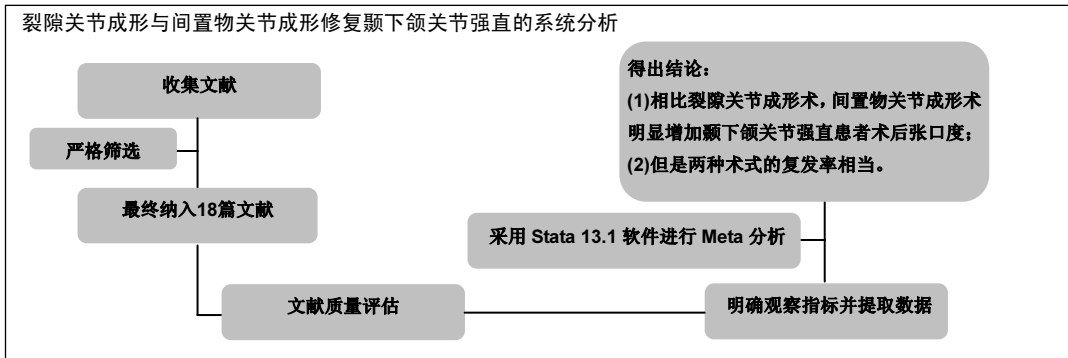 裂隙关节成形与间置物关节成形修复颞下颌关节强直的系统分析
收集文献
严格筛选
最终纳入18篇文献
文献质量评估
明确观察指标并提取数据
采用 Stata 13.1 软件进行 Meta 分析
得出结论：
(1)相比裂隙关节成形术，间置物关节成形术
明显增加颞下颌关节强直患者术后张口度；
(2)但是两种术式的复发率相当。